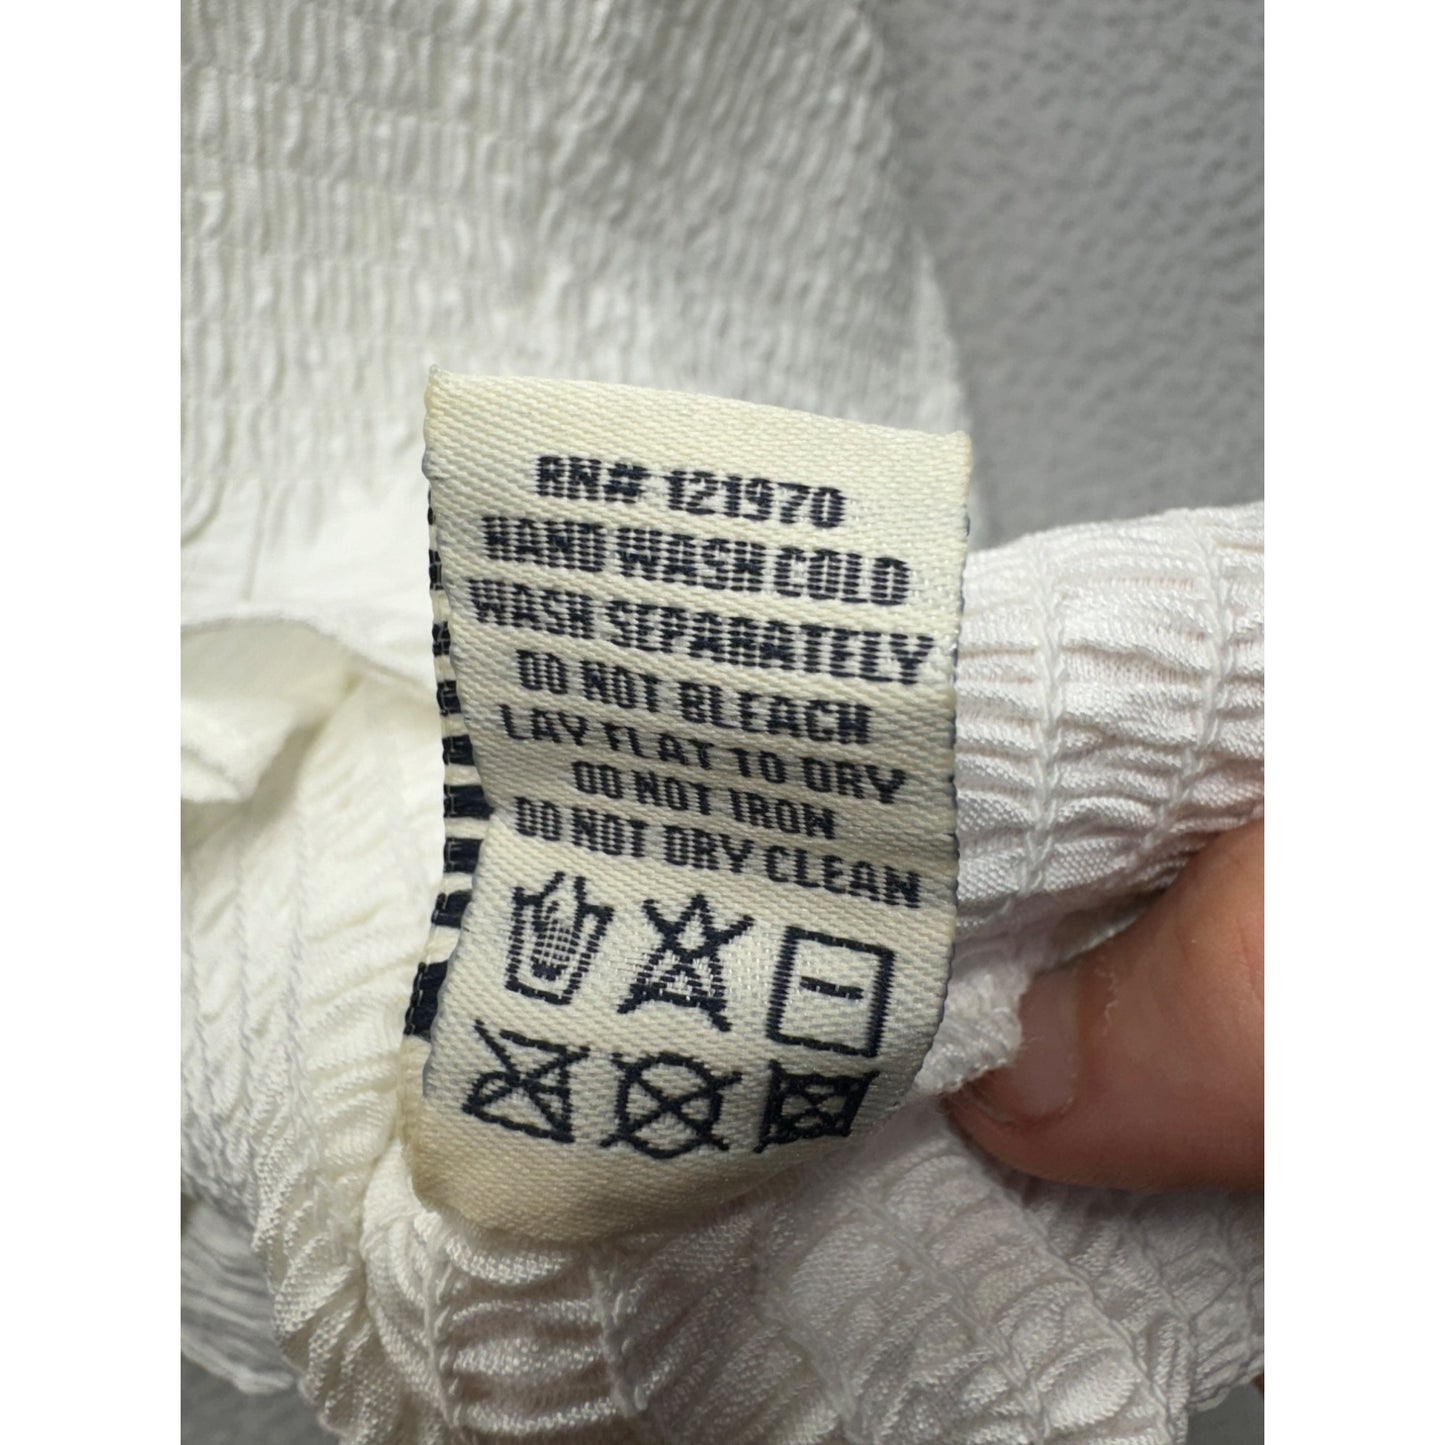 RN# 121970
HAND WASH COLD
WASH SEPARATELY
DO NOT BLEACH
LAY FLAT TO DRY
DO NOT IRON
DO NOT DRY CLEAN